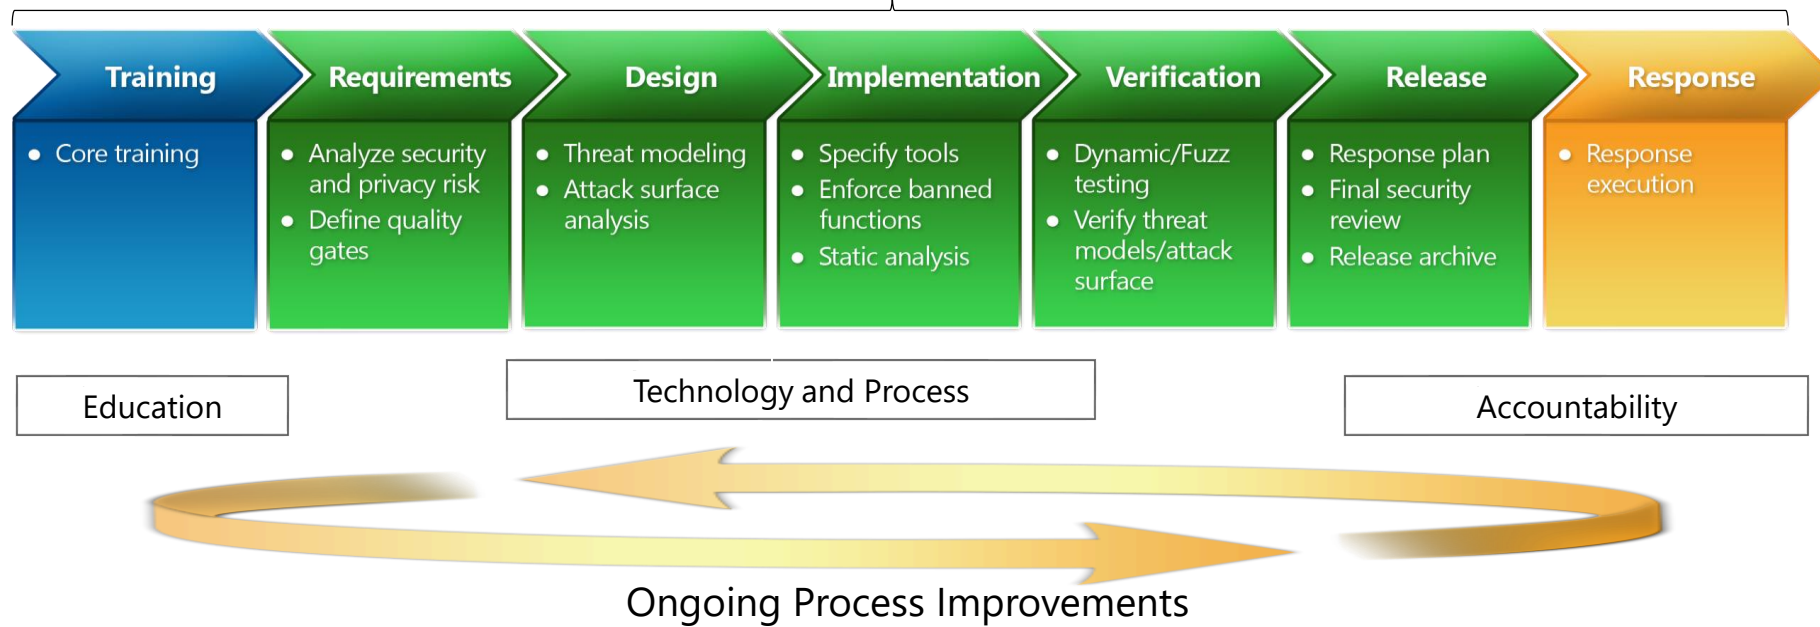 Training
Requirements
Design
Implementation
Verification
Release
Response
• Core training
• Analyze security
and privacy risk
• Define quality
gates
• Threat modeling
• Attack surface
analysis
• Specify tools
• Enforce banned
functions
• Static analysis
• Dynamic/Fuzz
testing
• Verify threat
models/attack
surface
• Response plan
• Final security
review
• Release archive
• Response
execution
Education
Technology and Process
Accountability
Ongoing Process Improvements